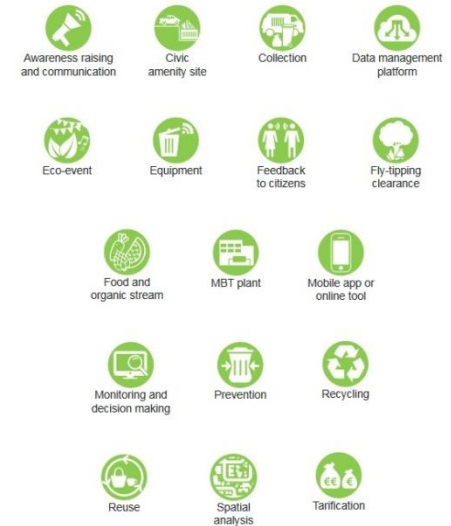 Awareness raising
and communication
Civic
amenity site
Collection
Data management
platform
Eco-event
Equipment
Feedback
to citizens
Fly-tipping
clearance
Food and
organic stream
MBT plant
Mobile app or
online tool
Monitoring and
decision making
Prevention
Recycling
Reuse
Spatial
analysis
€€
€
Tarification